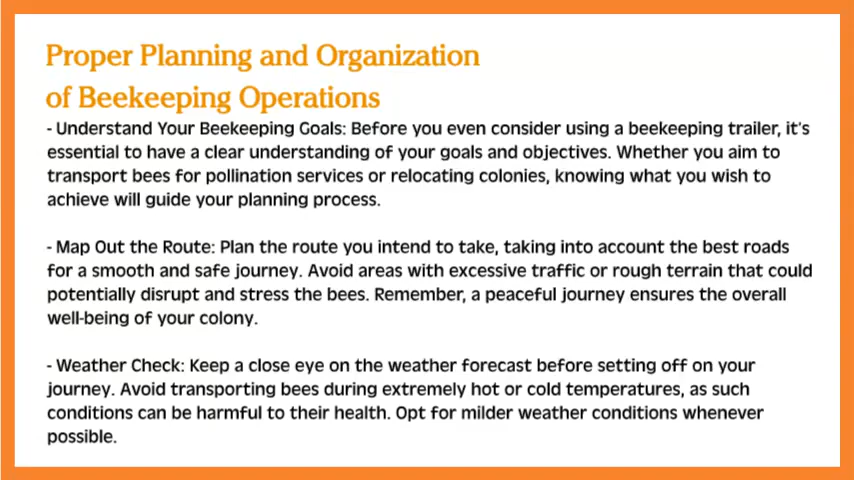 Proper Planning and Organization
of Beekeeping Operations
- Understand Your Beekeeping Goals: Before you even consider using a beekeeping trailer, it's
essential to have a clear understanding of your goals and objectives. Whether you aim to
transport bees for pollination services or relocating colonies, knowing what you wish to
achieve will guide your planning process.
- Map Out the Route: Plan the route you intend to take, taking into account the best roads
for a smooth and safe journey. Avoid areas with excessive traffic or rough terrain that could
potentially disrupt and stress the bees. Remember, a peaceful journey ensures the overall
well-being of your colony.
- Weather Check: Keep a close eye on the weather forecast before setting off on your
journey. Avoid transporting bees during extremely hot or cold temperatures, as such
conditions can be harmful to their health. Opt for milder weather conditions whenever
possible.